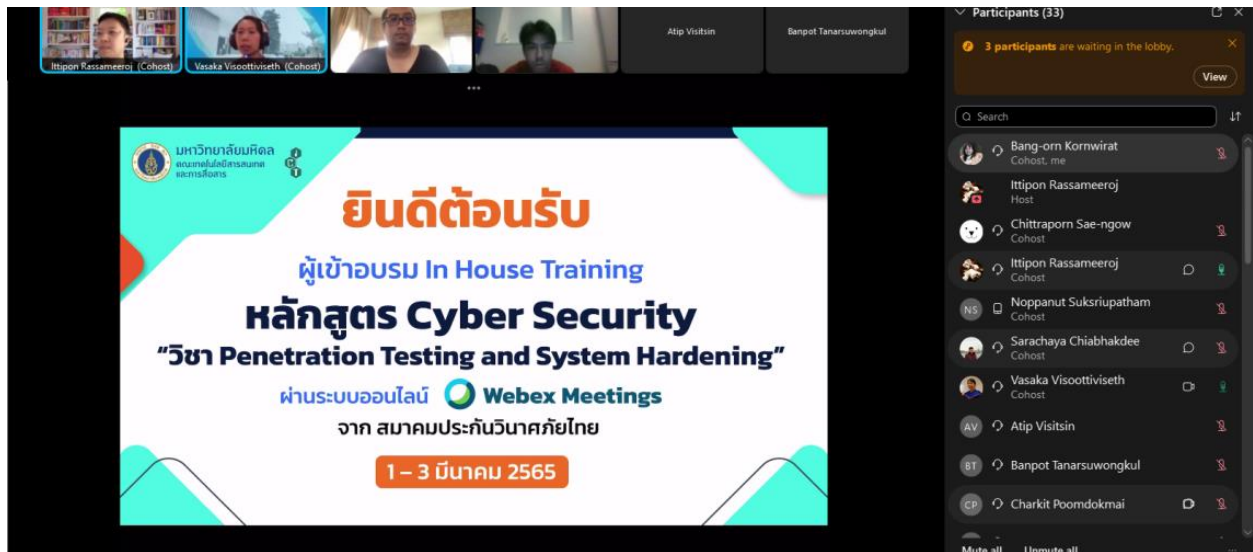 Ittipon Rassameeroj (Cohost)
Vasaka Visoottiviseth (Cohost)
Atip Visitsin
Banpot Tanarsuwongkul
มหาวิทยาลัยมหิดล
คณะเทคโนโลยีสารสนเทศ
และการสื่อสาร
ICT
ยินดีต้อนรับ
ผู้เข้าอบรม In House Training
หลักสูตร Cyber Security
“วิชา Penetration Testing and System Hardening”
ผ่านระบบออนไลน์ Webex Meetings
จาก สมาคมประกันวินาศภัยไทย
1 – 3 มีนาคม 2565
Participants (33)
3 participants are waiting in the lobby.
View
Search
Bang-orn Kornwirat
Cohost, me
Ittipon Rassameeroj
Host
Chittraporn Sae-ngow
Cohost
Ittipon Rassameeroj
Cohost
NS Noppanut Suksriupatham
Cohost
Sarachaya Chiabhakdee
Cohost
Vasaka Visoottiviseth
Cohost
AV Atip Visitsin
BT Banpot Tanarsuwongkul
CP Charkit Poomdokmai
Mute all Unmute all